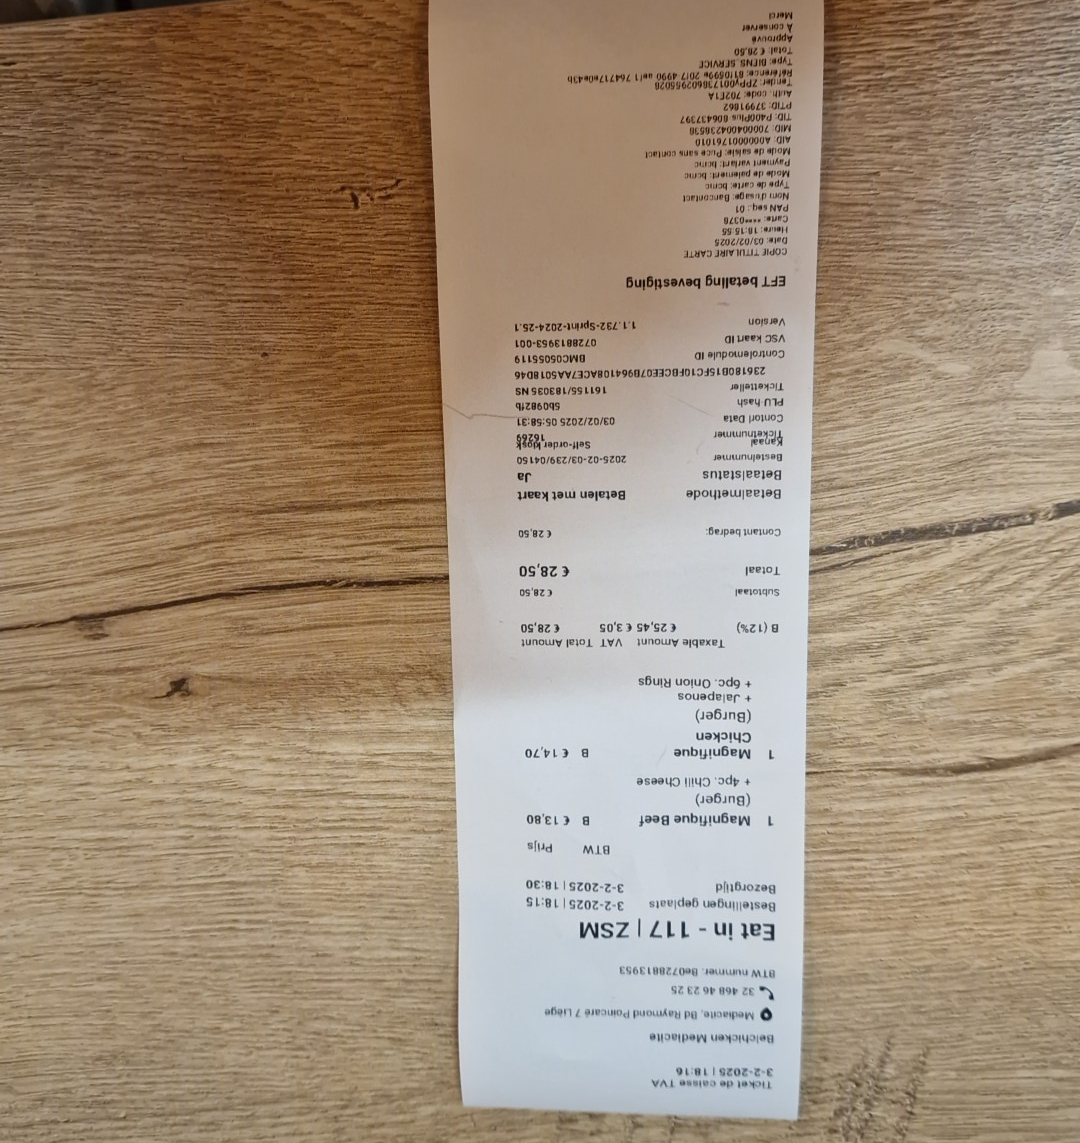 Ticket de caisse TVA
3-2-2025 | 18:16
Belchicken Mediacite
Mediacite, Bd Raymond Poincaré 7 Liège
32 468 46 23 25
BTW nummer: Be0728813953
Eat in - 117 | ZSM
Bestellingen geplaats 3-2-2025 | 18:15
Bezorgtijd 3-2-2025 | 18:30
BTW Prijs
1 Magnifique Beef B € 13,80
(Burger)
+ 4pc. Chili Cheese
1 Magnifique B € 14,70
Chicken
(Burger)
+ Jalapenos
+ 6pc. Onion Rings
Taxable Amount VAT Total Amount
B (12%) € 25,45 € 3,05 € 28,50
Subtotaal € 28,50
Totaal € 28,50
Contant bedrag: € 28,50
Betaalmethode Betalen met kaart
Betaalstatus Ja
Bestelnummer 2025-02-03/239/04150
Kanaal Self-order kiosk
Ticketnummer 16269
Contorl Data 03/02/2025 05:58:31
PLU hash 5b0982fb
Ticketteller 161155/183035 NS
236180B15FC10FBCEE07B964108ACE7AA5018D46
Controlemodule ID BMC05055119
VSC kaart ID 0728813953-001
Version 1.1.732-Sprint-2024-25.1
EFT betaling bevestiging
COPIE TITULAIRE CARTE
Date: 03/02/2025
Heure: 18:15:55
Carte: ****0378
PAN seq.: 01
Nom d'usage: Bancontact
Type de carte: bcmc
Mode de paiement: bcmc
Payment variant: bcmc
Mode de saisie: Puce sans contact
AID: A0000001761010
MID: 700004004238538
TID: P400Plus 806437397
PTID: 37991862
Auth. code: 702F1A
Tender: ZPPy001738602955028
Type: BIENS_SERVICE
Total: € 28.50
Approuvé
À conserver
Merci